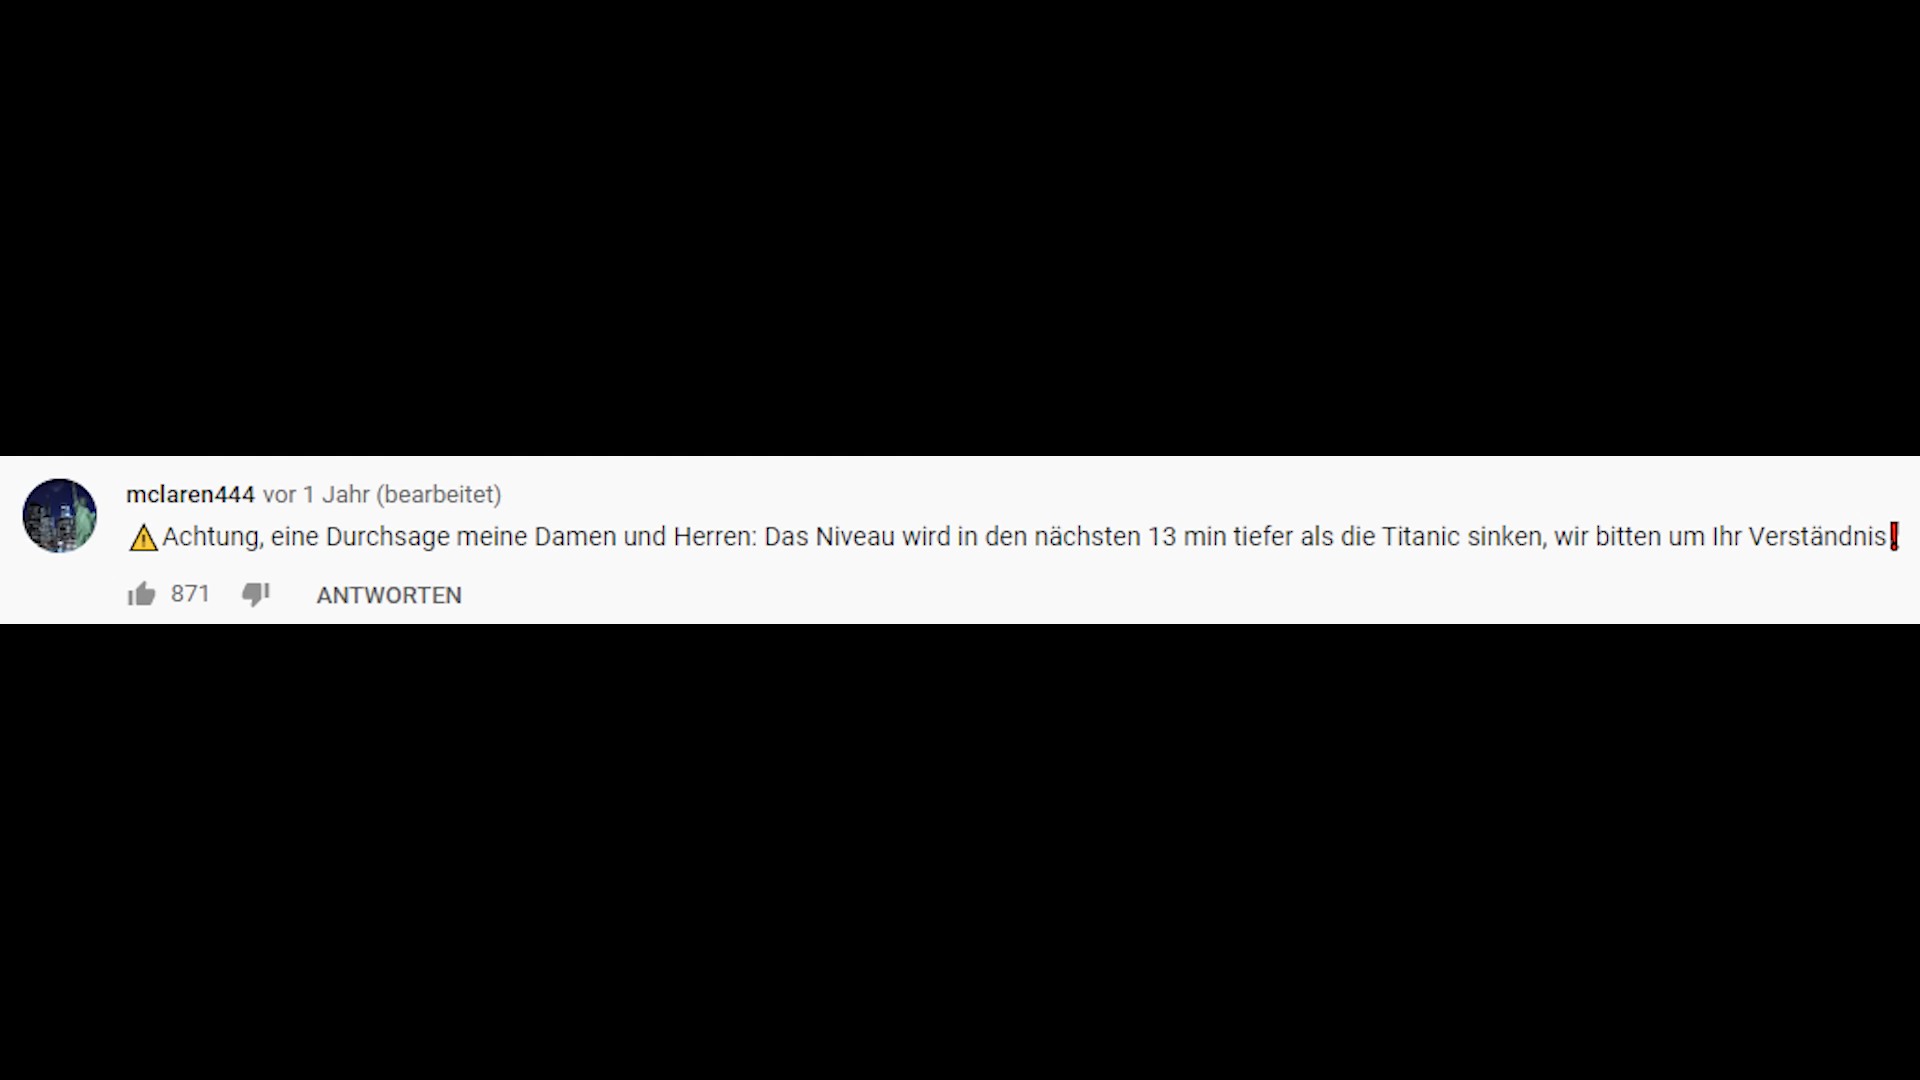 mclaren444 vor 1 Jahr (bearbeitet)
⚠Achtung, eine Durchsage meine Damen und Herren: Das Niveau wird in den nächsten 13 min tiefer als die Titanic sinken, wir bitten um Ihr Verständnis❗
871 ANTWORTEN